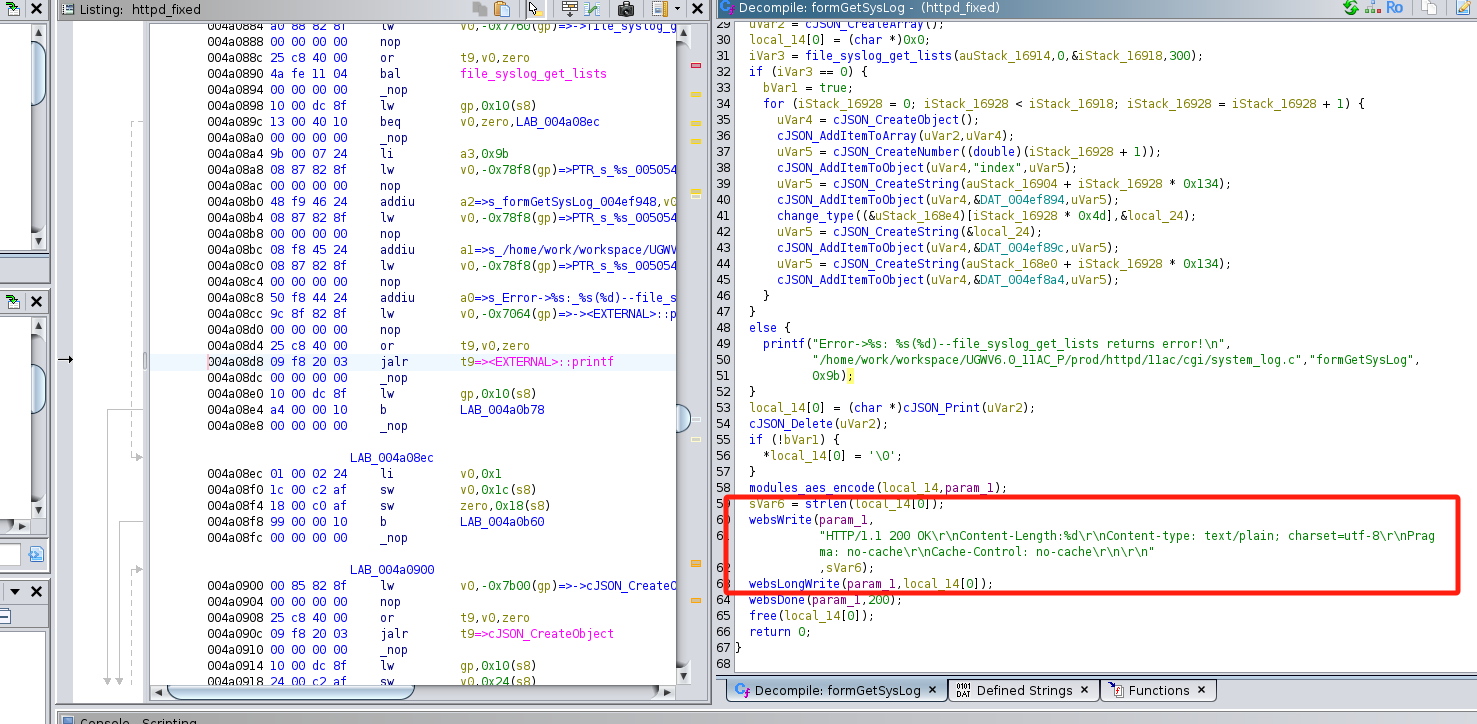 Listing: httpd_fixed
004a0884 a0 88 82 8f lw v0,-0x7760(gp)=>->file_syslog_g
004a0888 00 00 00 00 nop
004a088c 25 c8 40 00 or t9,v0,zero
004a0890 4a fe 11 04 bal file_syslog_get_lists
004a0894 00 00 00 00 _nop
004a0898 10 00 dc 8f lw gp,0x10(s8)
004a089c 13 00 40 10 beq v0,zero,LAB_004a08ec
004a08a0 00 00 00 00 _nop
004a08a4 9b 00 07 24 li a3,0x9b
004a08a8 08 87 82 8f lw v0,-0x78f8(gp)=>PTR_s_%s_005054
004a08ac 00 00 00 00 nop
004a08b0 48 f9 46 24 addiu a2=>s_formGetSysLog_004ef948,v0
004a08b4 08 87 82 8f lw v0,-0x78f8(gp)=>PTR_s_%s_005054
004a08b8 00 00 00 00 nop
004a08bc 08 f8 45 24 addiu a1=>s_/home/work/workspace/UGWV
004a08c0 08 87 82 8f lw v0,-0x78f8(gp)=>PTR_s_%s_005054
004a08c4 00 00 00 00 nop
004a08c8 50 f8 44 24 addiu a0=>s_Error->%s:_%s(%d)--file_s
004a08cc 9c 8f 82 8f lw v0,-0x7064(gp)=>-><EXTERNAL>::p
004a08d0 00 00 00 00 nop
004a08d4 25 c8 40 00 or t9,v0,zero
004a08d8 09 f8 20 03 jalr t9=><EXTERNAL>::printf
004a08dc 00 00 00 00 _nop
004a08e0 10 00 dc 8f lw gp,0x10(s8)
004a08e4 a4 00 00 10 b LAB_004a0b78
004a08e8 00 00 00 00 _nop
LAB_004a08ec
004a08ec 01 00 02 24 li v0,0x1
004a08f0 1c 00 c2 af sw v0,0x1c(s8)
004a08f4 18 00 c0 af sw zero,0x18(s8)
004a08f8 99 00 00 10 b LAB_004a0b60
004a08fc 00 00 00 00 _nop
LAB_004a0900
004a0900 00 85 82 8f lw v0,-0x7b00(gp)=>->cJSON_CreateO
004a0904 00 00 00 00 nop
004a0908 25 c8 40 00 or t9,v0,zero
004a090c 09 f8 20 03 jalr t9=>cJSON_CreateObject
004a0910 00 00 00 00 _nop
004a0914 10 00 dc 8f lw gp,0x10(s8)
004a0918 24 00 c2 af sw v0,0x24(s8)
Decompile: formGetSysLog - (httpd_fixed)
Ro
29 uVar2 = cJSON_CreateArray();
30 local_14[0] = (char *)0x0;
31 iVar3 = file_syslog_get_lists(auStack_16914,0,&iStack_16918,300);
32 if (iVar3 == 0) {
33 bVar1 = true;
34 for (iStack_16928 = 0; iStack_16928 < iStack_16918; iStack_16928 = iStack_16928 + 1) {
35 uVar4 = cJSON_CreateObject();
36 cJSON_AddItemToArray(uVar2,uVar4);
37 uVar5 = cJSON_CreateNumber((double)(iStack_16928 + 1));
38 cJSON_AddItemToObject(uVar4,"index",uVar5);
39 uVar5 = cJSON_CreateString(auStack_16904 + iStack_16928 * 0x134);
40 cJSON_AddItemToObject(uVar4,&DAT_004ef894,uVar5);
41 change_type((&uStack_168e4)[iStack_16928 * 0x4d],&local_24);
42 uVar5 = cJSON_CreateString(&local_24);
43 cJSON_AddItemToObject(uVar4,&DAT_004ef89c,uVar5);
44 uVar5 = cJSON_CreateString(auStack_168e0 + iStack_16928 * 0x134);
45 cJSON_AddItemToObject(uVar4,&DAT_004ef8a4,uVar5);
46 }
47 }
48 else {
49 printf("Error->%s: %s(%d)--file_syslog_get_lists returns error!\n",
50 "/home/work/workspace/UGWV6.0_11AC_P/prod/httpd/11ac/cgi/system_log.c","formGetSysLog",
51 0x9b);
52 }
53 local_14[0] = (char *)cJSON_Print(uVar2);
54 cJSON_Delete(uVar2);
55 if (!bVar1) {
56 *local_14[0] = '\0';
57 }
58 modules_aes_encode(local_14,param_1);
59 sVar6 = strlen(local_14[0]);
60 websWrite(param_1,
61 "HTTP/1.1 200 OK\r\nContent-Length:%d\r\nContent-type: text/plain; charset=utf-8\r\nPrag
ma: no-cache\r\nCache-Control: no-cache\r\n\r\n"
62 ,sVar6);
63 websLongWrite(param_1,local_14[0]);
64 websDone(param_1,200);
65 free(local_14[0]);
66 return 0;
67 }
68
Decompile: formGetSysLog
Defined Strings
Functions
Console - Scripting